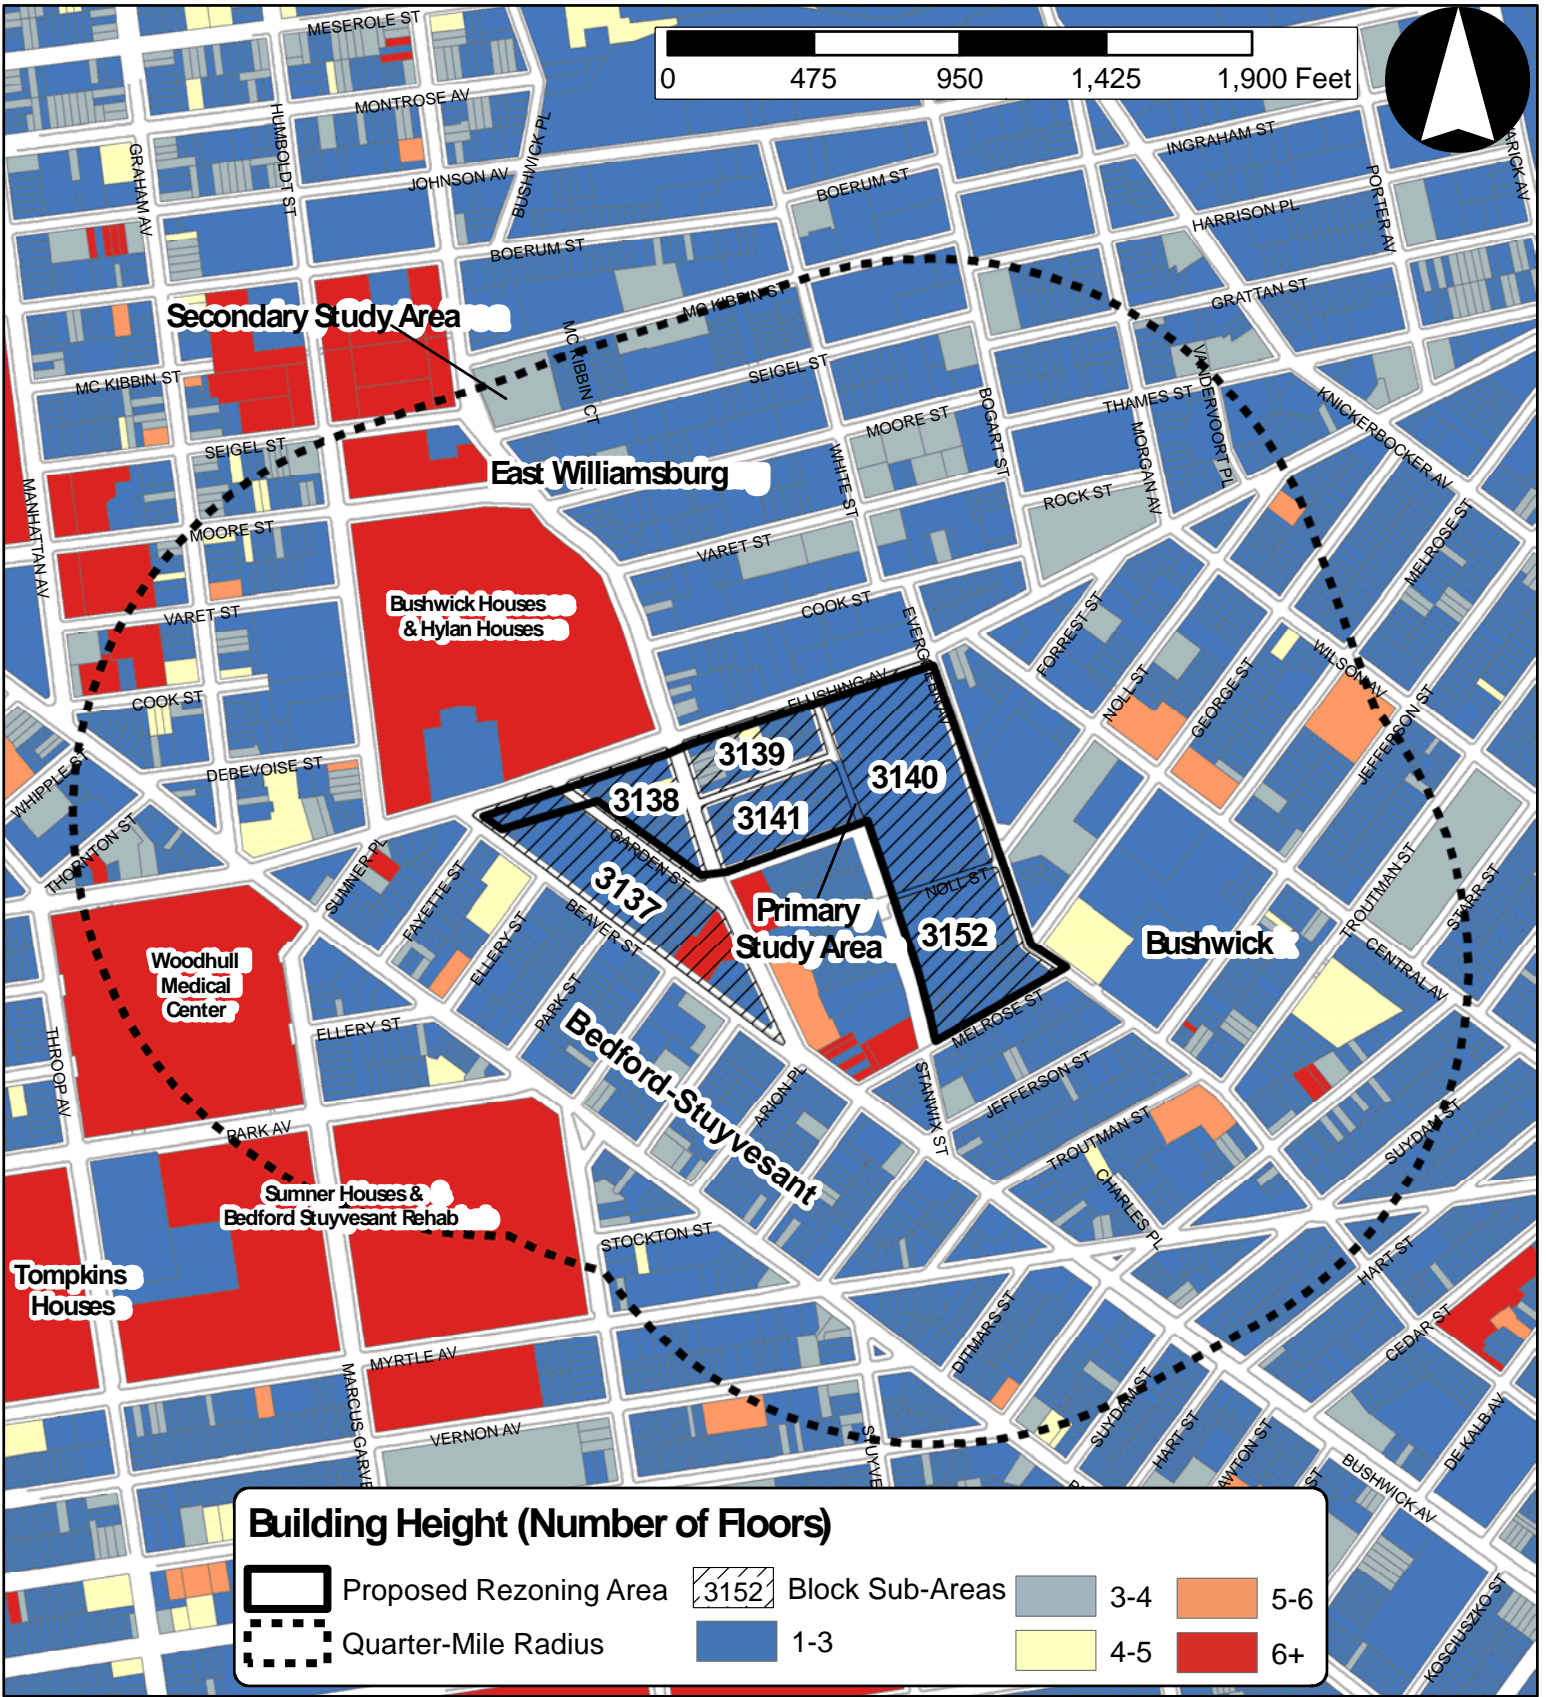 MESEROLE ST
0 475 950 1,425 1,900 Feet
MONTROSE AV
HUMBOLDT ST
GRAHAM AV
BUSHWICK PL
JOHNSON AV
BOERUM ST
INGRAHAM ST
HARRISON PL
PORTER AV
BOERUM ST
GRATTAN ST
MC KIBBIN ST
Secondary Study Area
MC KIBBIN CT
SEIGEL ST
VANDERVOORT PL
MC KIBBIN ST
THAMES ST
KNICKERBOCKER AV
MOORE ST
BOGART ST
MORGAN AV
SEIGEL ST
East Williamsburg
WHITE ST
ROCK ST
MANHATTAN AV
MOORE ST
VARET ST
MELROSE ST
Bushwick Houses
& Hylan Houses
VARET ST
COOK ST
FORREST ST
WILSON AV
NOLL ST
GEORGE ST
COOK ST
FLUSHING AV
JEFFERSON ST
WHIPPLE ST
DEBEVOISE ST
3139
3140
3138
3141
GARDEN ST
THORNTON ST
SUMNER PL
FAYETTE ST
3137
NOLL ST
TROUTMAN ST
STARR ST
BEAVER ST
ELLERY ST
Primary
Study Area
3152
Bushwick
CENTRAL AV
Woodhull
Medical
Center
PARK ST
ELLERY ST
MELROSE ST
Bedford-Stuyvesant
THROOP AV
ARION PL
STANWIX ST
JEFFERSON ST
PARK AV
TROUTMAN ST
SUYDAM ST
CHARLES PL
Sumner Houses &
Bedford Stuyvesant Rehab
STOCKTON ST
HART ST
Tompkins
Houses
DITMARS ST
CEDAR ST
MYRTLE AV
SUYDAM ST
HART ST
DE KALB AV
VERNON AV
BUSHWICK AV
KOSCIUSZKO ST
Building Height (Number of Floors)
Proposed Rezoning Area
3152 Block Sub-Areas
3-4
5-6
Quarter-Mile Radius
1-3
4-5
6+